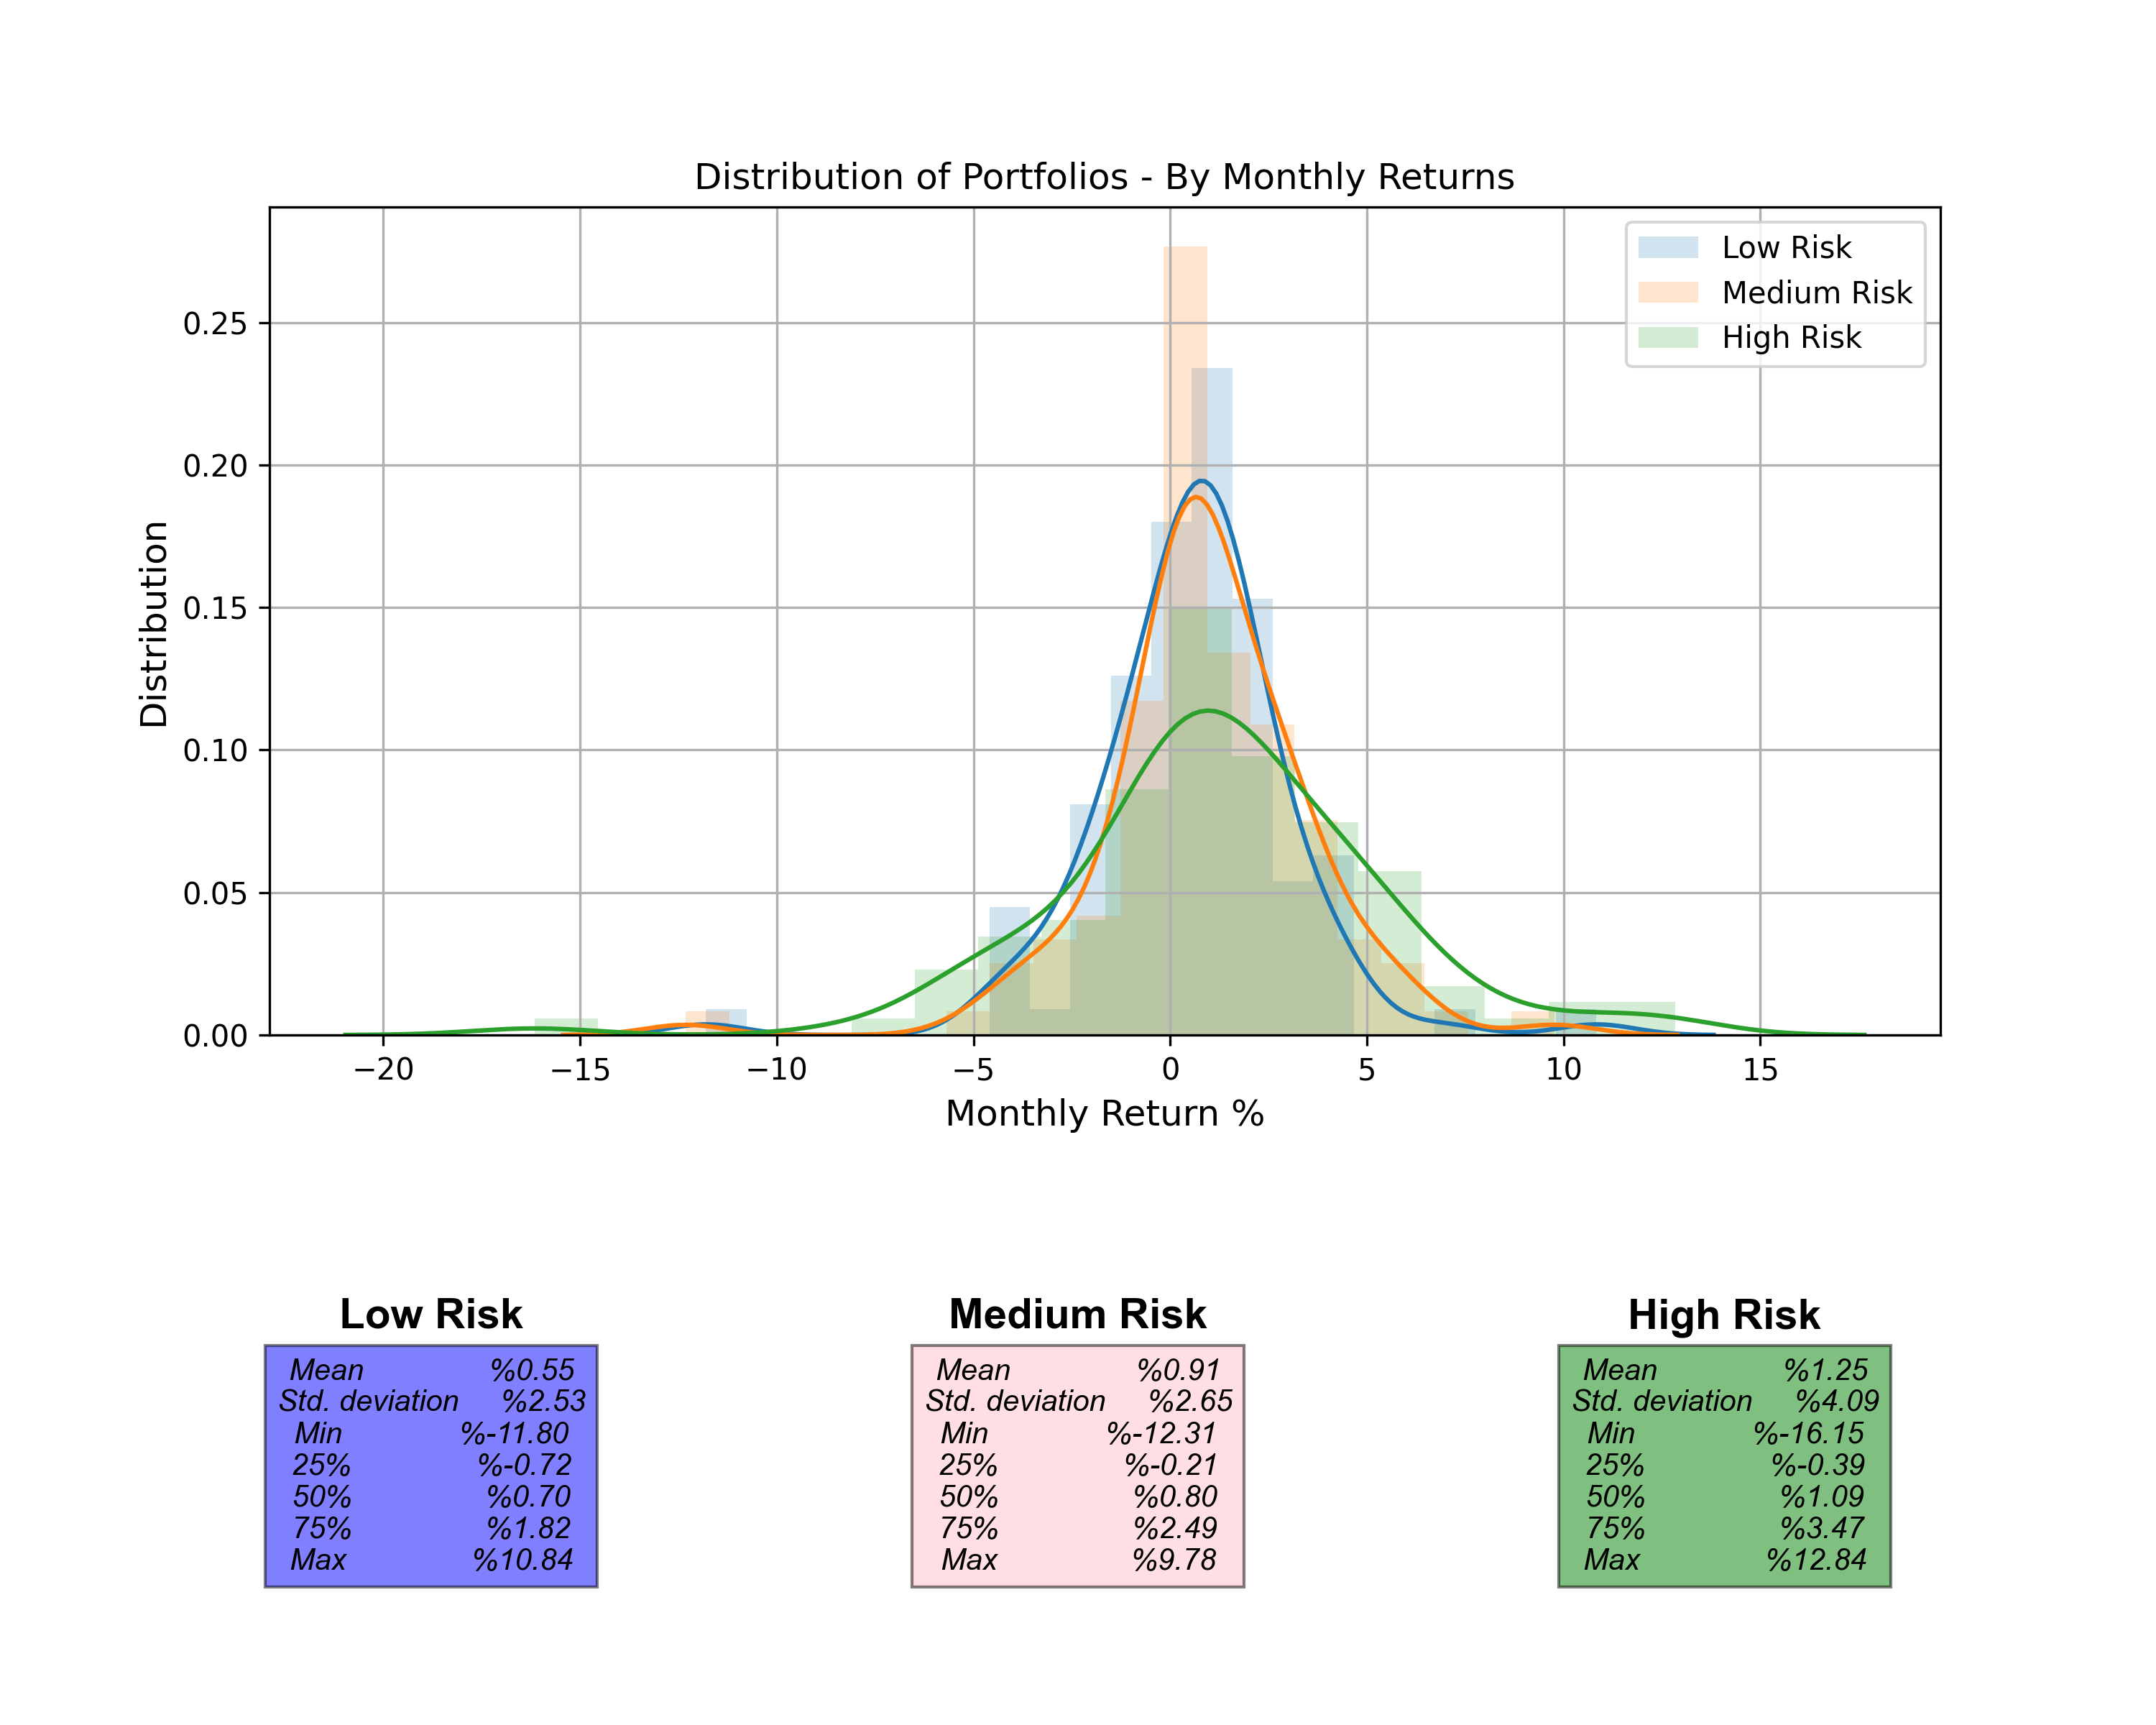 Distribution of Portfolios - By Monthly Returns
Low Risk
Medium Risk
High Risk
0.25
0.20
0.15
0.10
0.05
0.00
Distribution
−20 −15 −10 −5 0 5 10 15
Monthly Return %
Low Risk
Mean %0.55
Std. deviation %2.53
Min %-11.80
25% %-0.72
50% %0.70
75% %1.82
Max %10.84
Medium Risk
Mean %0.91
Std. deviation %2.65
Min %-12.31
25% %-0.21
50% %0.80
75% %2.49
Max %9.78
High Risk
Mean %1.25
Std. deviation %4.09
Min %-16.15
25% %-0.39
50% %1.09
75% %3.47
Max %12.84